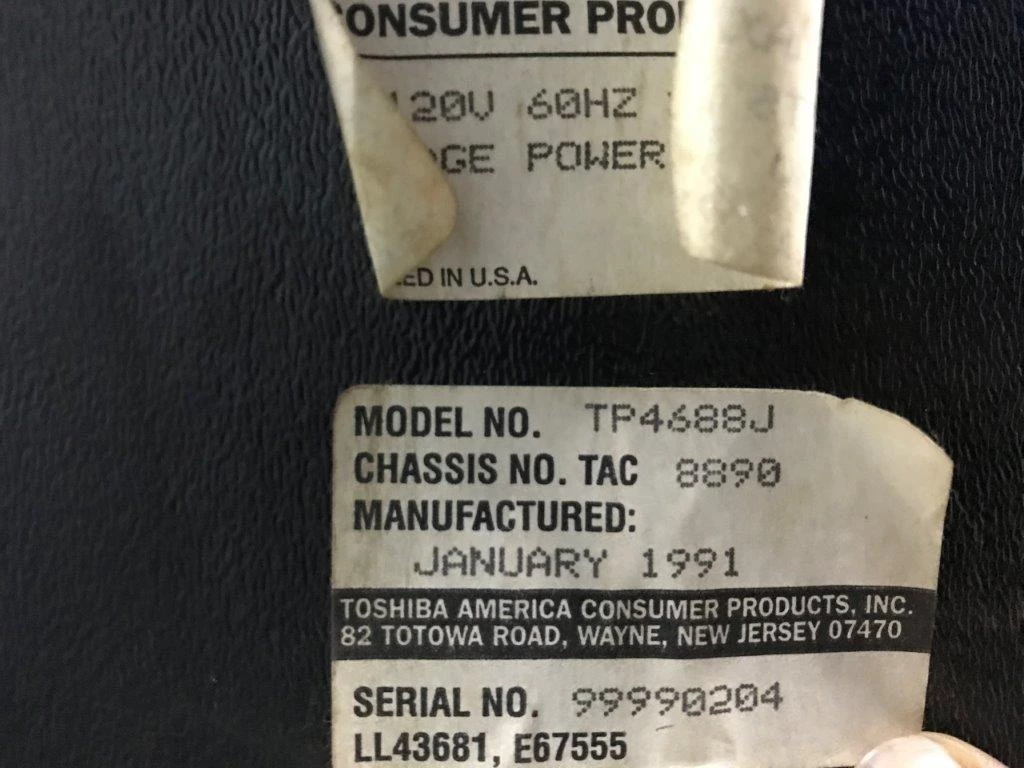 ONSUMER PRO
120V 60HZ
GE POWER
ED IN U.S.A.
MODEL NO. TP4688J
CHASSIS NO. TAC 8890
MANUFACTURED:
JANUARY 1991
TOSHIBA AMERICA CONSUMER PRODUCTS, INC.
82 TOTOWA ROAD, WAYNE, NEW JERSEY 07470
SERIAL NO. 99990204
LL43681, E67555